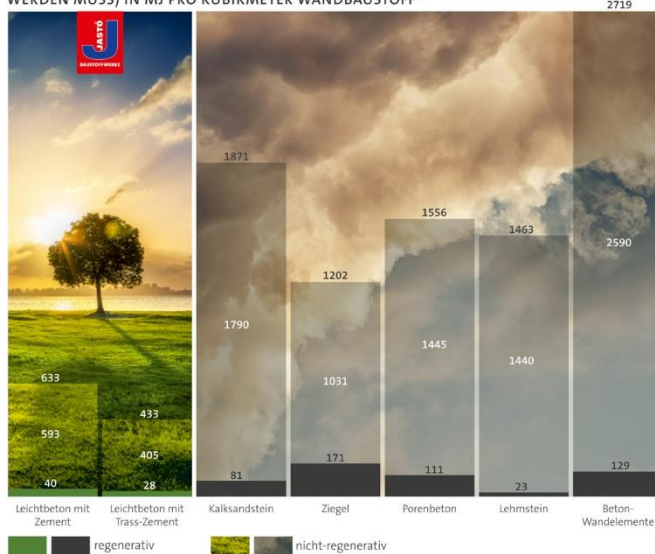 WERDEN MUSS) IN MJ PRO KUBIKMETER WANDBAUSTOFF
2719
JASTO
J
BAUSTOFFWERKE
1871
1556
1463
1202
2590
1790
1445
1440
1031
633
433
593
405
40
28
81
171
111
23
129
Leichtbeton mit Zement
Leichtbeton mit Trass-Zement
Kalksandstein
Ziegel
Porenbeton
Lehmstein
Beton-Wandelemente
regenerativ
nicht-regenerativ